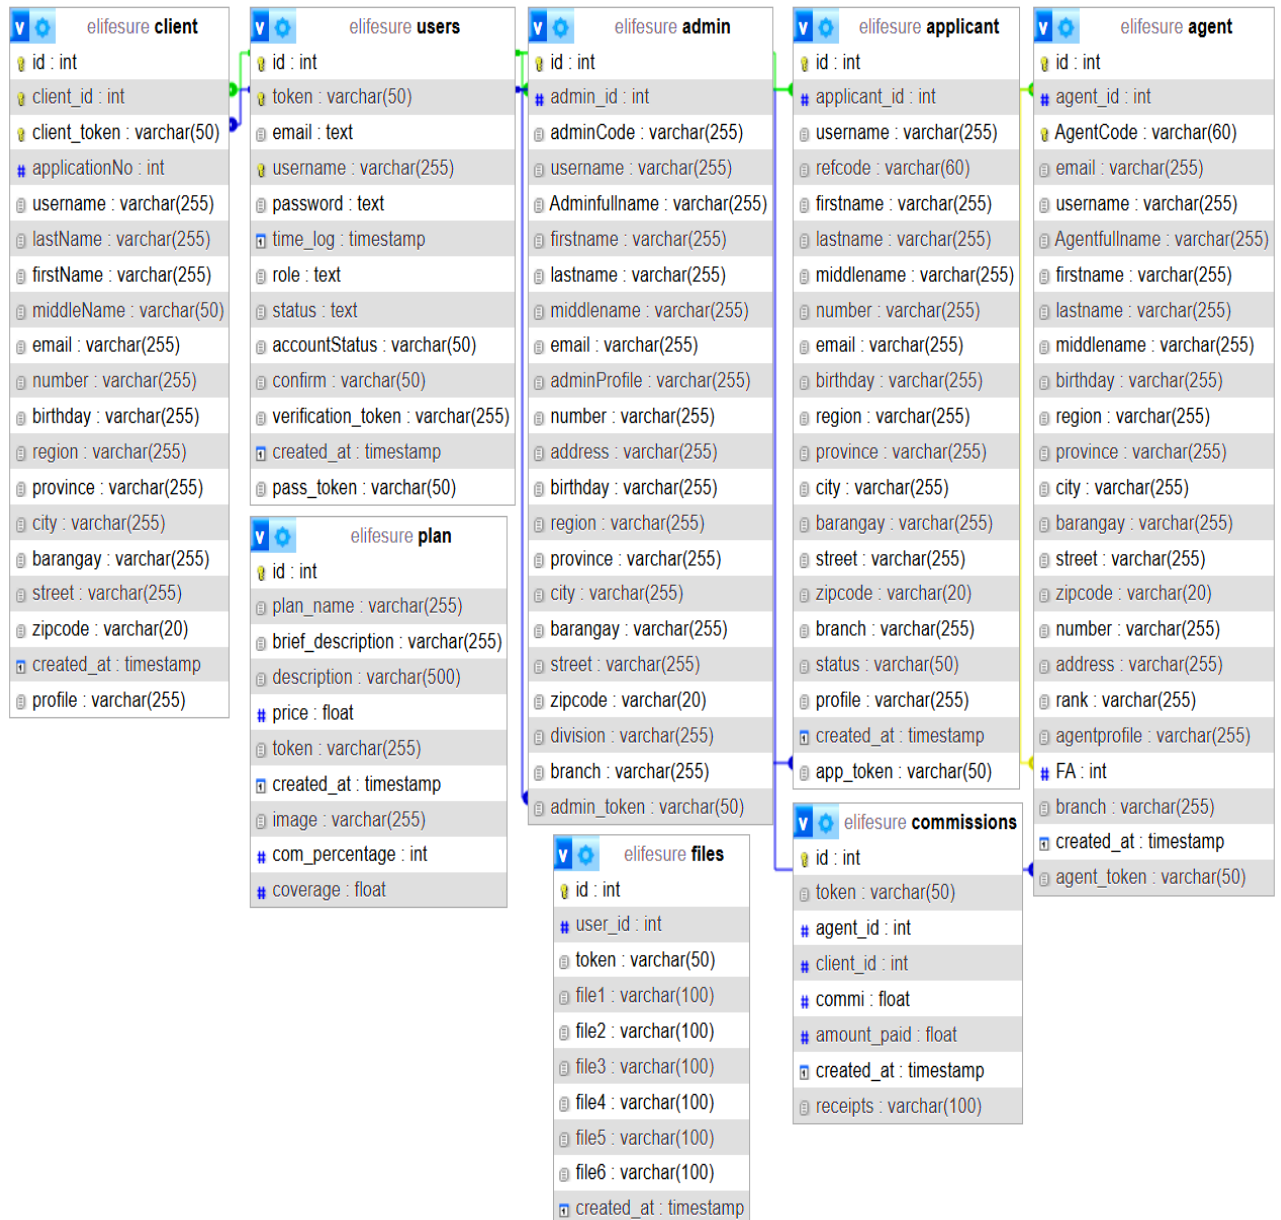 elifesure client
id : int
client_id : int
client_token : varchar(50)
applicationNo : int
username : varchar(255)
lastName : varchar(255)
firstName : varchar(255)
middleName : varchar(50)
email : varchar(255)
number : varchar(255)
birthday : varchar(255)
region : varchar(255)
province : varchar(255)
city : varchar(255)
barangay : varchar(255)
street : varchar(255)
zipcode : varchar(20)
created_at : timestamp
profile : varchar(255)
elifesure users
id : int
token : varchar(50)
email : text
username : varchar(255)
password : text
time_log : timestamp
role : text
status : text
accountStatus : varchar(50)
confirm : varchar(50)
verification_token : varchar(255)
created_at : timestamp
pass_token : varchar(50)
elifesure plan
id : int
plan_name : varchar(255)
brief_description : varchar(255)
description : varchar(500)
price : float
token : varchar(255)
created_at : timestamp
image : varchar(255)
com_percentage : int
coverage : float
elifesure admin
id : int
admin_id : int
adminCode : varchar(255)
username : varchar(255)
Adminfullname : varchar(255)
firstname : varchar(255)
lastname : varchar(255)
middlename : varchar(255)
email : varchar(255)
adminProfile : varchar(255)
number : varchar(255)
address : varchar(255)
birthday : varchar(255)
region : varchar(255)
province : varchar(255)
city : varchar(255)
barangay : varchar(255)
street : varchar(255)
zipcode : varchar(20)
division : varchar(255)
branch : varchar(255)
admin_token : varchar(50)
elifesure files
id : int
user_id : int
token : varchar(50)
file1 : varchar(100)
file2 : varchar(100)
file3 : varchar(100)
file4 : varchar(100)
file5 : varchar(100)
file6 : varchar(100)
created_at : timestamp
elifesure applicant
id : int
applicant_id : int
username : varchar(255)
refcode : varchar(60)
firstname : varchar(255)
lastname : varchar(255)
middlename : varchar(255)
number : varchar(255)
email : varchar(255)
birthday : varchar(255)
region : varchar(255)
province : varchar(255)
city : varchar(255)
barangay : varchar(255)
street : varchar(255)
zipcode : varchar(20)
branch : varchar(255)
status : varchar(50)
profile : varchar(255)
created_at : timestamp
app_token : varchar(50)
elifesure commissions
id : int
token : varchar(50)
agent_id : int
client_id : int
commi : float
amount_paid : float
created_at : timestamp
receipts : varchar(100)
elifesure agent
id : int
agent_id : int
AgentCode : varchar(60)
email : varchar(255)
username : varchar(255)
Agentfullname : varchar(255)
firstname : varchar(255)
lastname : varchar(255)
middlename : varchar(255)
birthday : varchar(255)
region : varchar(255)
province : varchar(255)
city : varchar(255)
barangay : varchar(255)
street : varchar(255)
zipcode : varchar(20)
number : varchar(255)
address : varchar(255)
rank : varchar(255)
agentprofile : varchar(255)
FA : int
branch : varchar(255)
created_at : timestamp
agent_token : varchar(50)